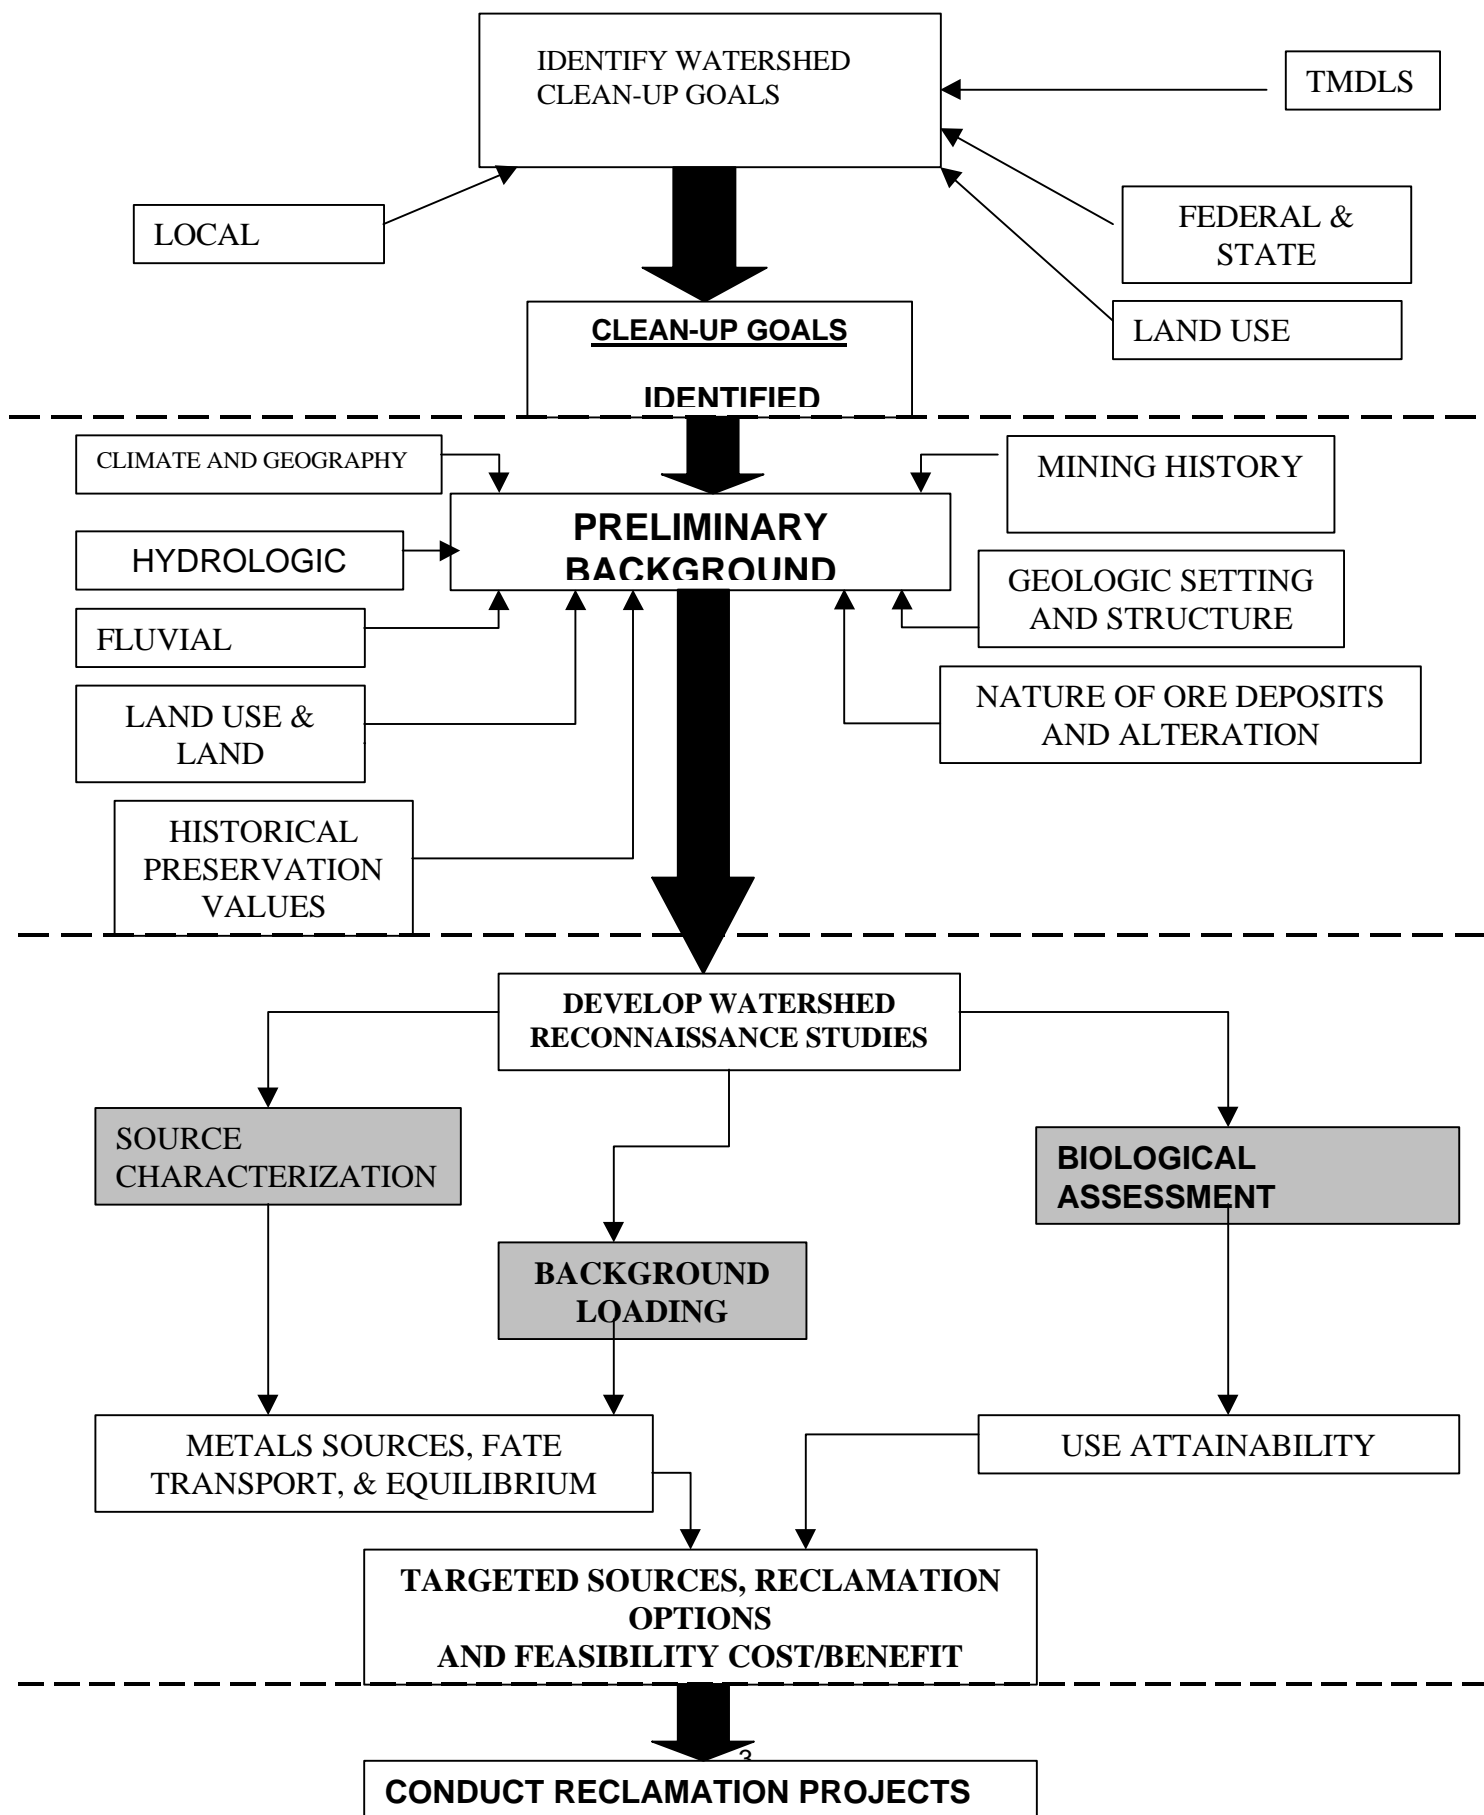 IDENTIFY WATERSHED
CLEAN-UP GOALS
TMDLS
LOCAL
FEDERAL &
STATE
LAND USE
CLEAN-UP GOALS
IDENTIFIED
CLIMATE AND GEOGRAPHY
MINING HISTORY
PRELIMINARY
BACKGROUND
HYDROLOGIC
GEOLOGIC SETTING
AND STRUCTURE
FLUVIAL
LAND USE &
LAND
NATURE OF ORE DEPOSITS
AND ALTERATION
HISTORICAL
PRESERVATION
VALUES
DEVELOP WATERSHED
RECONNAISSANCE STUDIES
SOURCE
CHARACTERIZATION
BIOLOGICAL
ASSESSMENT
BACKGROUND
LOADING
METALS SOURCES, FATE
TRANSPORT, & EQUILIBRIUM
USE ATTAINABILITY
TARGETED SOURCES, RECLAMATION
OPTIONS
AND FEASIBILITY COST/BENEFIT
3
CONDUCT RECLAMATION PROJECTS